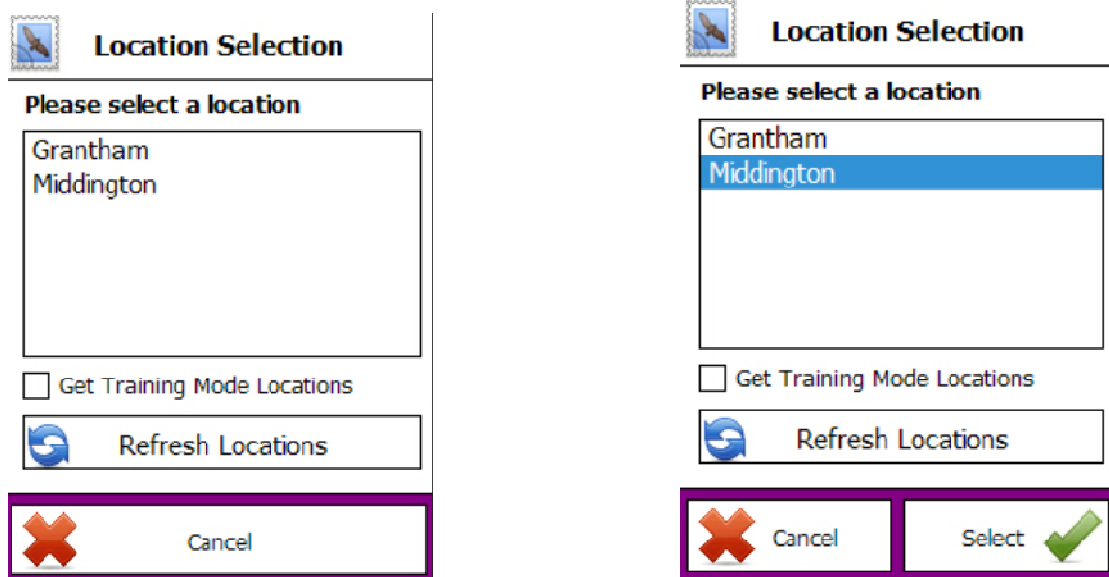 Location Selection
Please select a location
Grantham
Middington
Get Training Mode Locations
Refresh Locations
Cancel
Location Selection
Please select a location
Grantham
Middington
Get Training Mode Locations
Refresh Locations
Cancel
Select